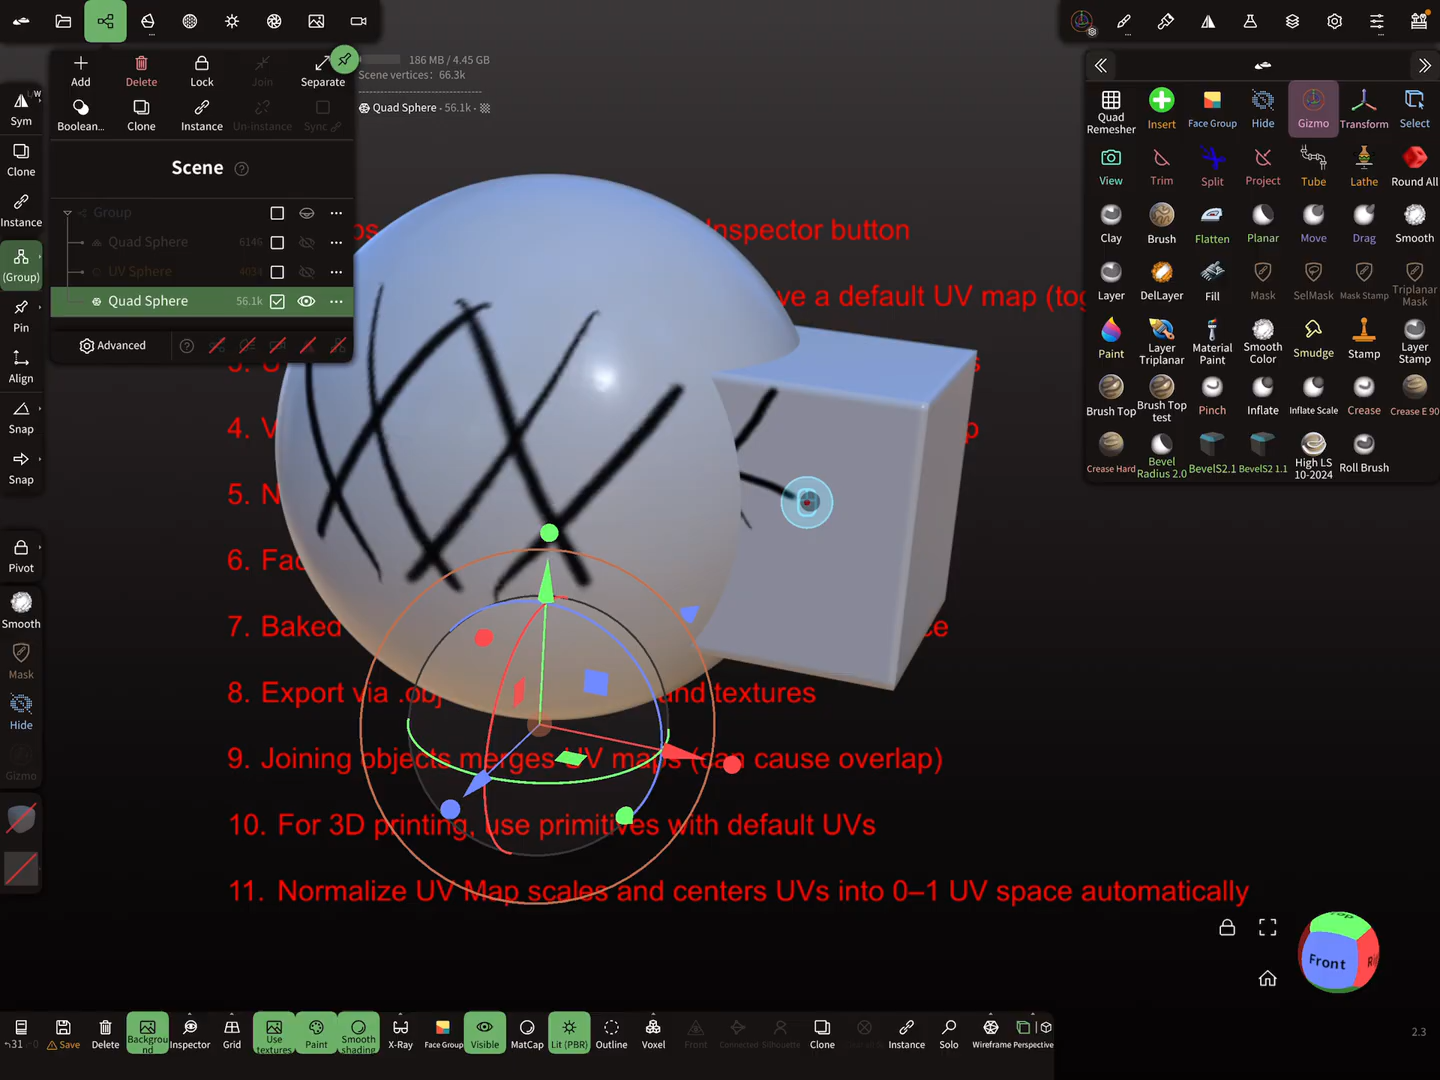 186 MB / 4.45 GB
Scene vertices: 66.3k
Quad Sphere - 56.1k -
Add
Delete
Lock
Join
Separate
Boolean...
Clone
Instance
Un-instance
Sync
Scene
Group
Quad Sphere 6146
UV Sphere 4034
Quad Sphere 56.1k
Advanced
Sym
Clone
Instance
(Group)
Pin
Align
Snap
Snap
Pivot
Smooth
Mask
Hide
Gizmo
nspector button
ve a default UV map (tog
4. V
5. N
6. Fac
7. Baked
8. Export via .obj and textures
9. Joining objects merges UV maps (can cause overlap)
10. For 3D printing, use primitives with default UVs
11. Normalize UV Map scales and centers UVs into 0–1 UV space automatically
Quad Remesher
Insert
Face Group
Hide
Gizmo
Transform
Select
View
Trim
Split
Project
Tube
Lathe
Round All
Clay
Brush
Flatten
Planar
Move
Drag
Smooth
Layer
DelLayer
Fill
Mask
SelMask
Mask Stamp
Triplanar Mask
Paint
Layer Triplanar
Material Paint
Smooth Color
Smudge
Stamp
Layer Stamp
Brush Top
Brush Top test
Pinch
Inflate
Inflate Scale
Crease
Crease E 90
Crease Hard
Bevel Radius 2.0
BevelS2.1
BevelS2 1.1
High LS 10-2024
Roll Brush
Top
Front
2.3
31
Save
Delete
Background
Inspector
Grid
Use textures
Paint
Smooth shading
X-Ray
Face Group
Visible
MatCap
Lit (PBR)
Outline
Voxel
Front
Connected
Silhouette
Clone
Instance
Solo
Wireframe
Perspective